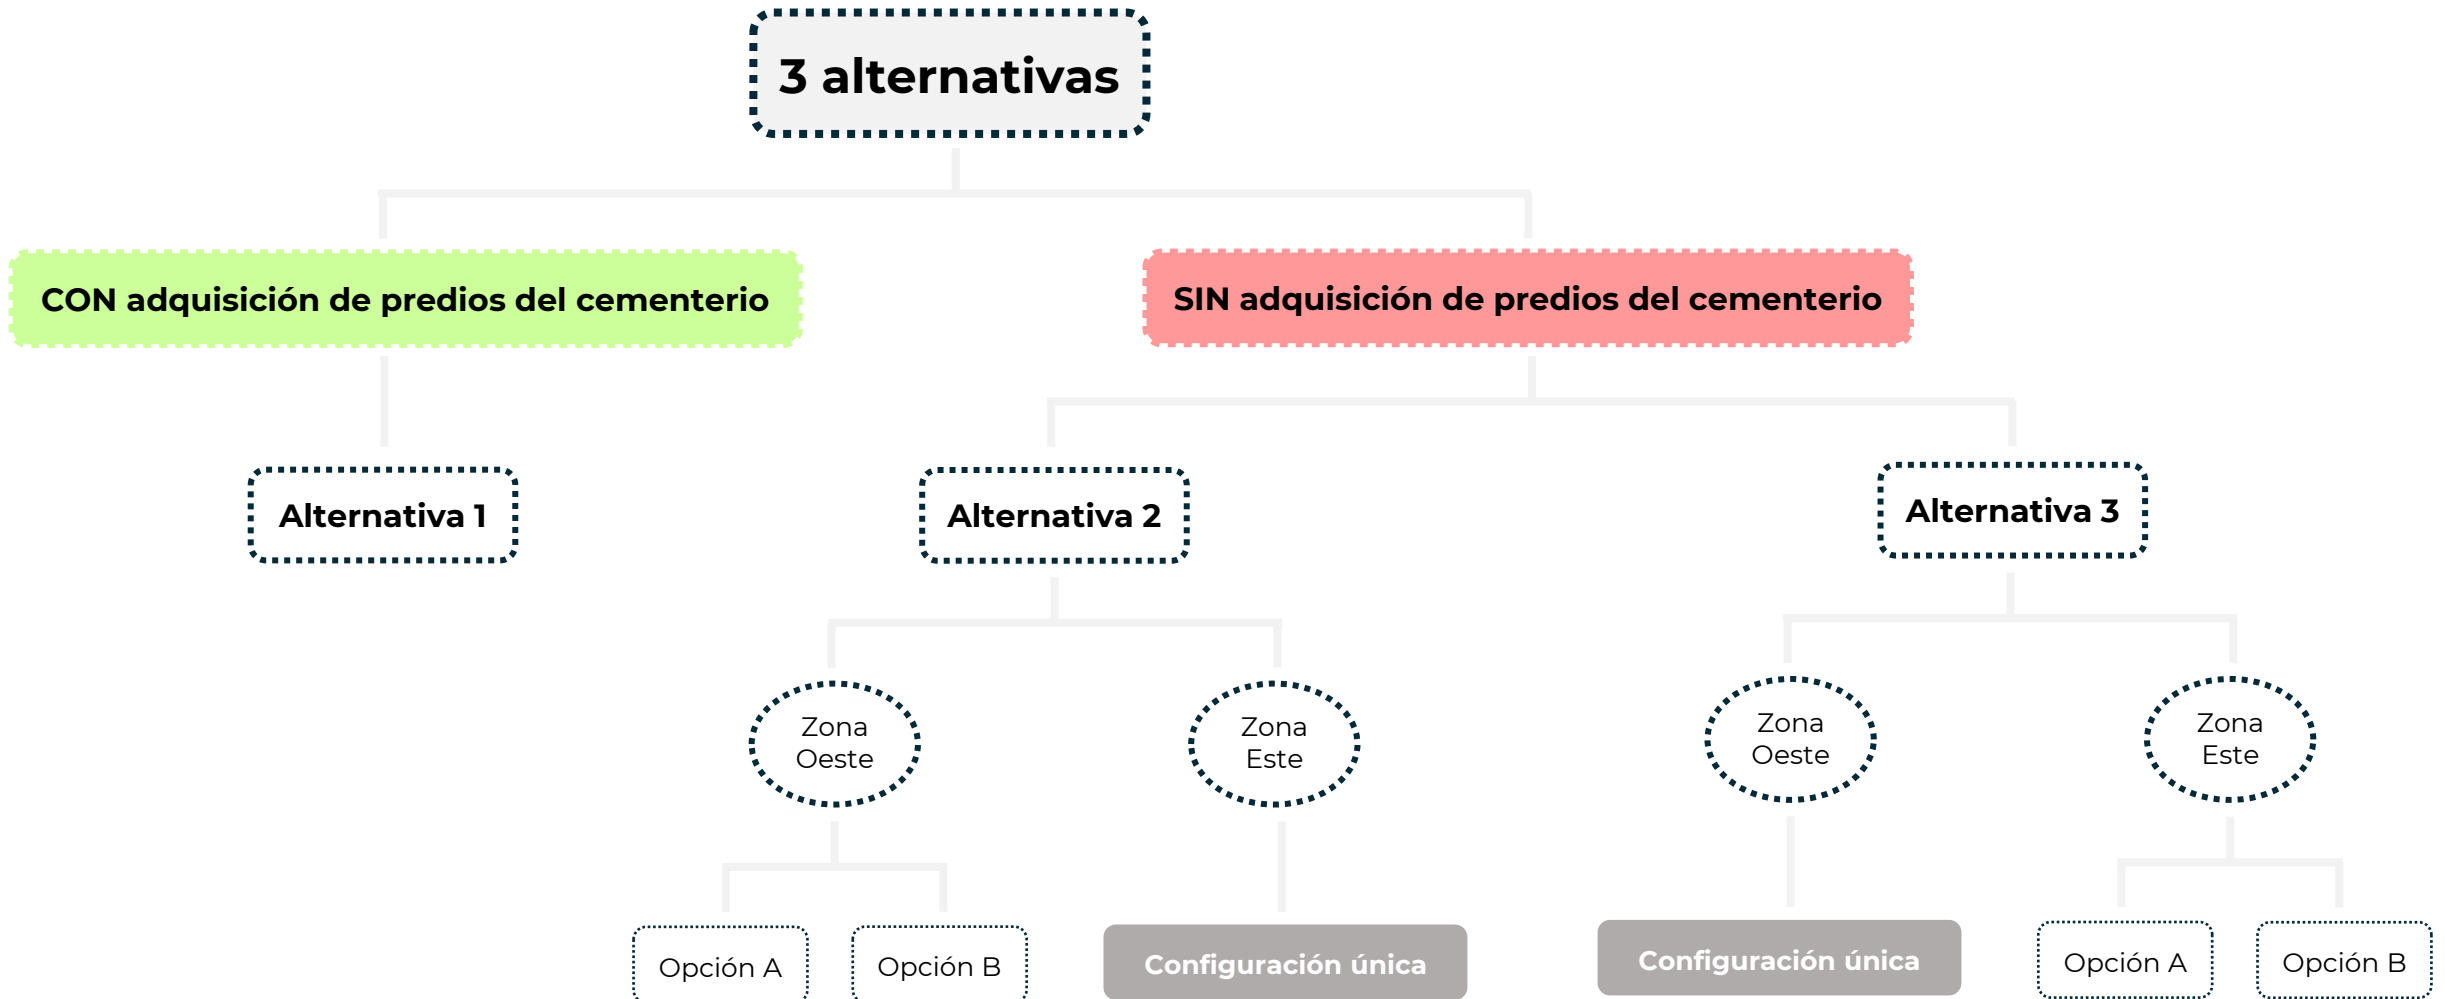 3 alternativas
CON adquisición de predios del cementerio
SIN adquisición de predios del cementerio
Alternativa 1
Alternativa 2
Alternativa 3
Zona
Oeste
Zona
Este
Zona
Oeste
Zona
Este
Opción A
Opción B
Configuración única
Configuración única
Opción A
Opción B